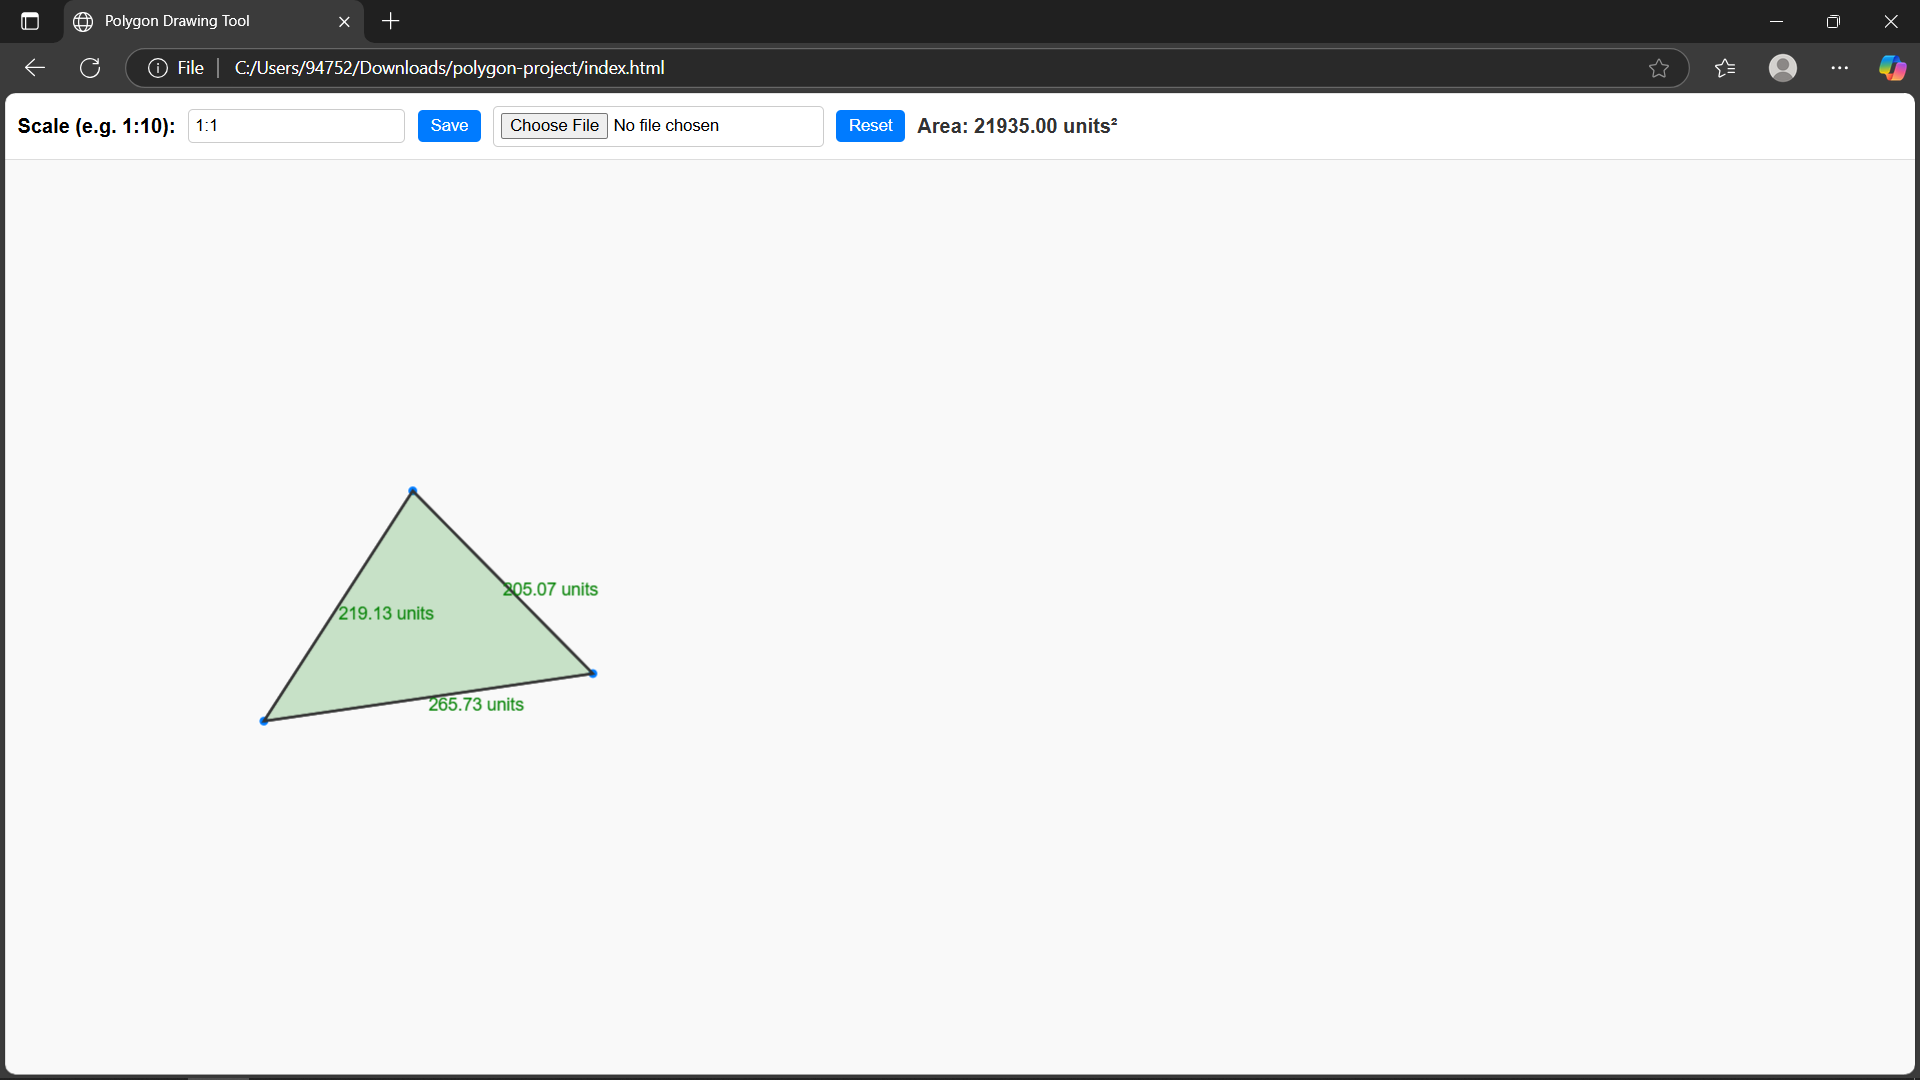 Polygon Drawing Tool
File C:/Users/94752/Downloads/polygon-project/index.html
Scale (e.g. 1:10): 1:1 Save Choose File No file chosen Reset Area: 21935.00 units²
205.07 units
219.13 units
265.73 units